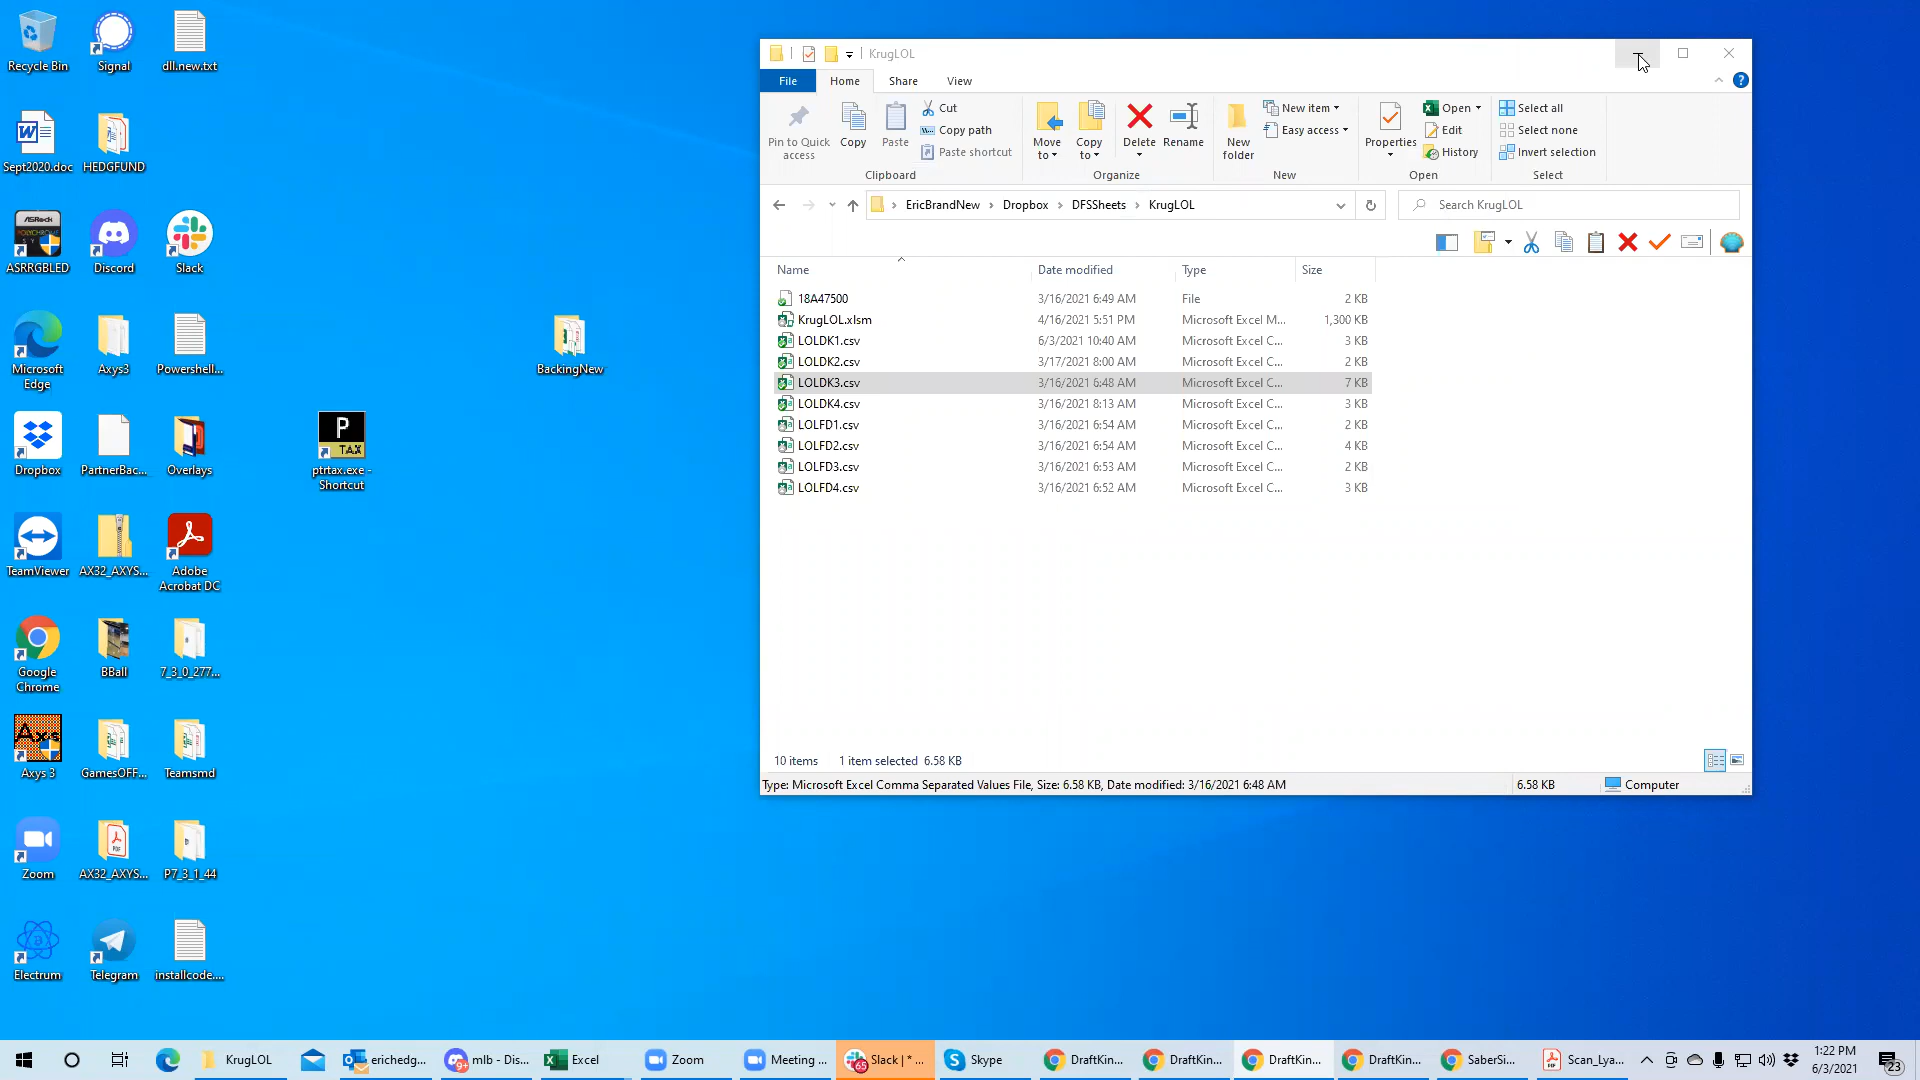 Recycle Bin
Signal
dll.new.txt
Sept2020.doc
HEDGFUND
ASRock
ASRRGBLED
Discord
Slack
Microsoft
Edge
Axys3
Powershell...
BackingNew
Dropbox
PartnerBac...
Overlays
P
TAX
ptrtax.exe -
Shortcut
TeamViewer
AX32_AXYS...
Adobe
Acrobat DC
Google
Chrome
BBall
7_3_0_277...
Axs
Axys 3
GamesOFF...
Teamsmd
Zoom
AX32_AXYS...
P7_3_1_44
Electrum
Telegram
installcode....
KrugLOL
File
Home
Share
View
Pin to Quick
access
Copy
Paste
Cut
Copy path
Paste shortcut
Clipboard
Move
to
Copy
to
Delete
Rename
Organize
New
folder
New item
Easy access
New
Properties
Open
Edit
History
Open
Select all
Select none
Invert selection
Select
EricBrandNew > Dropbox > DFSSheets > KrugLOL
Search KrugLOL
Name Date modified Type Size
18A47500 3/16/2021 6:49 AM File 2 KB
KrugLOL.xlsm 4/16/2021 5:51 PM Microsoft Excel M... 1,300 KB
LOLDK1.csv 6/3/2021 10:40 AM Microsoft Excel C... 3 KB
LOLDK2.csv 3/17/2021 8:00 AM Microsoft Excel C... 2 KB
LOLDK3.csv 3/16/2021 6:48 AM Microsoft Excel C... 7 KB
LOLDK4.csv 3/16/2021 8:13 AM Microsoft Excel C... 3 KB
LOLFD1.csv 3/16/2021 6:54 AM Microsoft Excel C... 2 KB
LOLFD2.csv 3/16/2021 6:54 AM Microsoft Excel C... 4 KB
LOLFD3.csv 3/16/2021 6:53 AM Microsoft Excel C... 2 KB
LOLFD4.csv 3/16/2021 6:52 AM Microsoft Excel C... 3 KB
10 items 1 item selected 6.58 KB
Type: Microsoft Excel Comma Separated Values File, Size: 6.58 KB, Date modified: 3/16/2021 6:48 AM
6.58 KB
Computer
KrugLOL
erichedg...
9+
mlb - Dis...
Excel
Zoom
Meeting ...
65
Slack | * ...
Skype
DraftKin...
DraftKin...
DraftKin...
DraftKin...
SaberSi...
Scan_Lya...
1:22 PM
6/3/2021
23